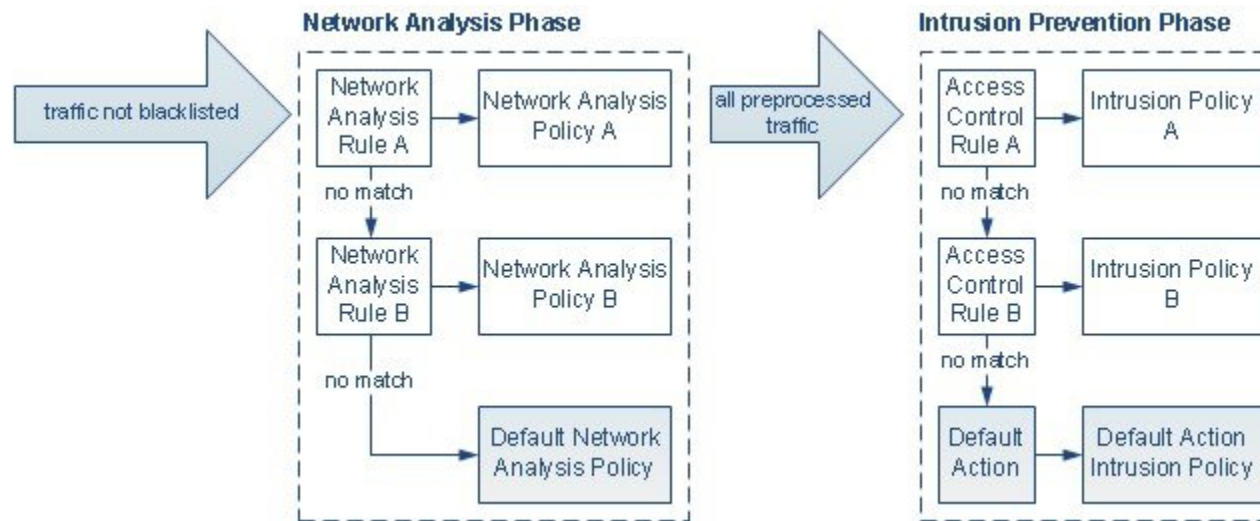 Network Analysis Phase
traffic not blacklisted
Network
Analysis
Rule A
Network Analysis
Policy A
no match
Network
Analysis
Rule B
Network Analysis
Policy B
no match
Default Network
Analysis Policy
all preprocessed
traffic
Intrusion Prevention Phase
Access
Control
Rule A
Intrusion Policy
A
no match
Access
Control
Rule B
Intrusion Policy
B
no match
Default
Action
Default Action
Intrusion Policy